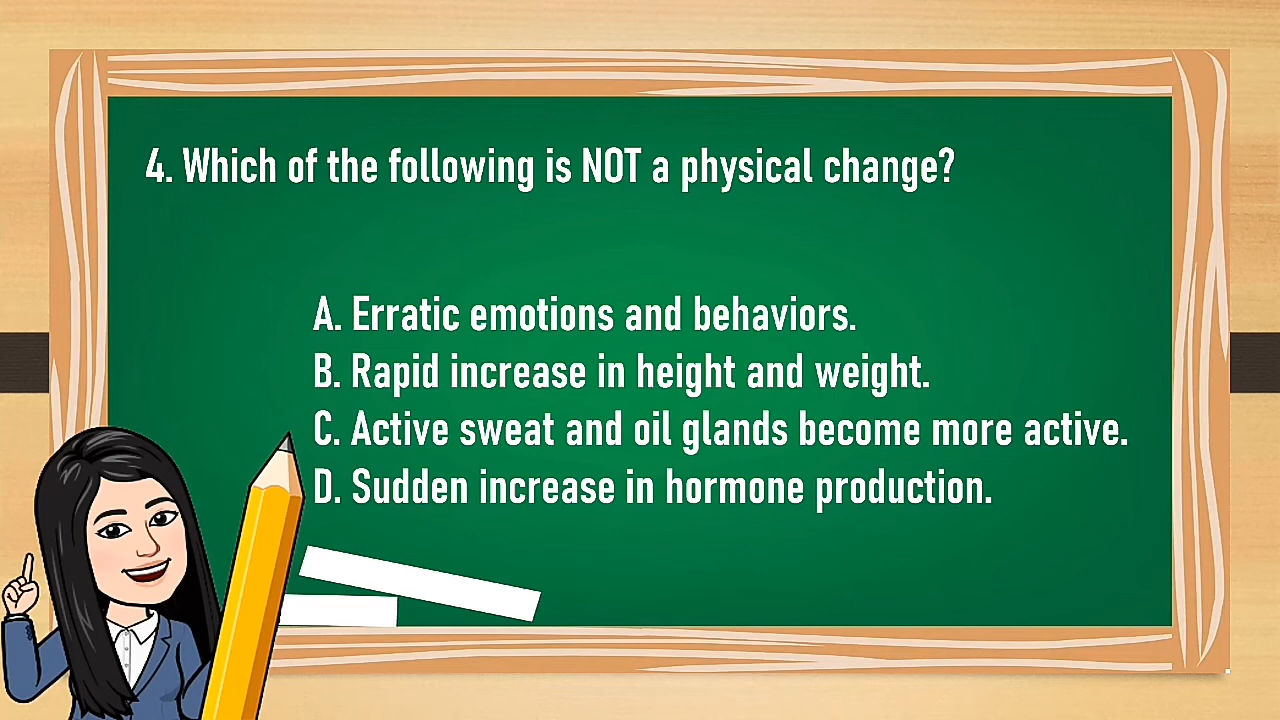 4. Which of the following is NOT a physical change?
A. Erratic emotions and behaviors.
B. Rapid increase in height and weight.
C. Active sweat and oil glands become more active.
D. Sudden increase in hormone production.